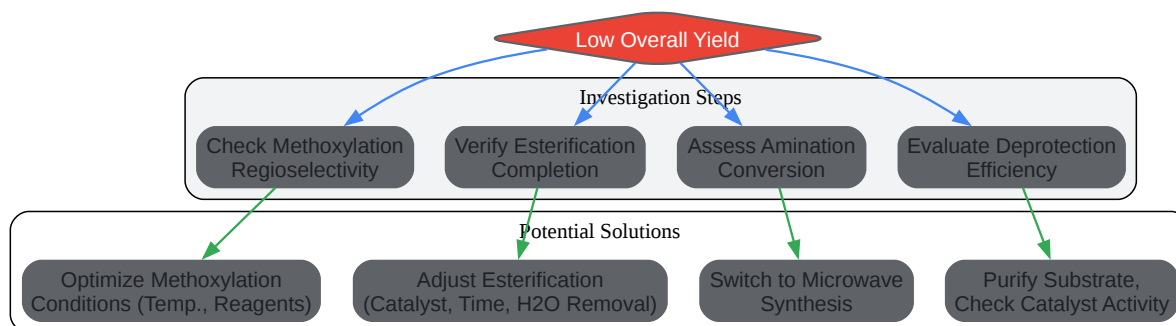 Low Overall Yield
Investigation Steps
Check Methoxylation
Regioselectivity
Verify Esterification
Completion
Assess Amination
Conversion
Evaluate Deprotection
Efficiency
Potential Solutions
Optimize Methoxylation
Conditions (Temp., Reagents)
Adjust Esterification
(Catalyst, Time, H2O Removal)
Switch to Microwave
Synthesis
Purify Substrate,
Check Catalyst Activity